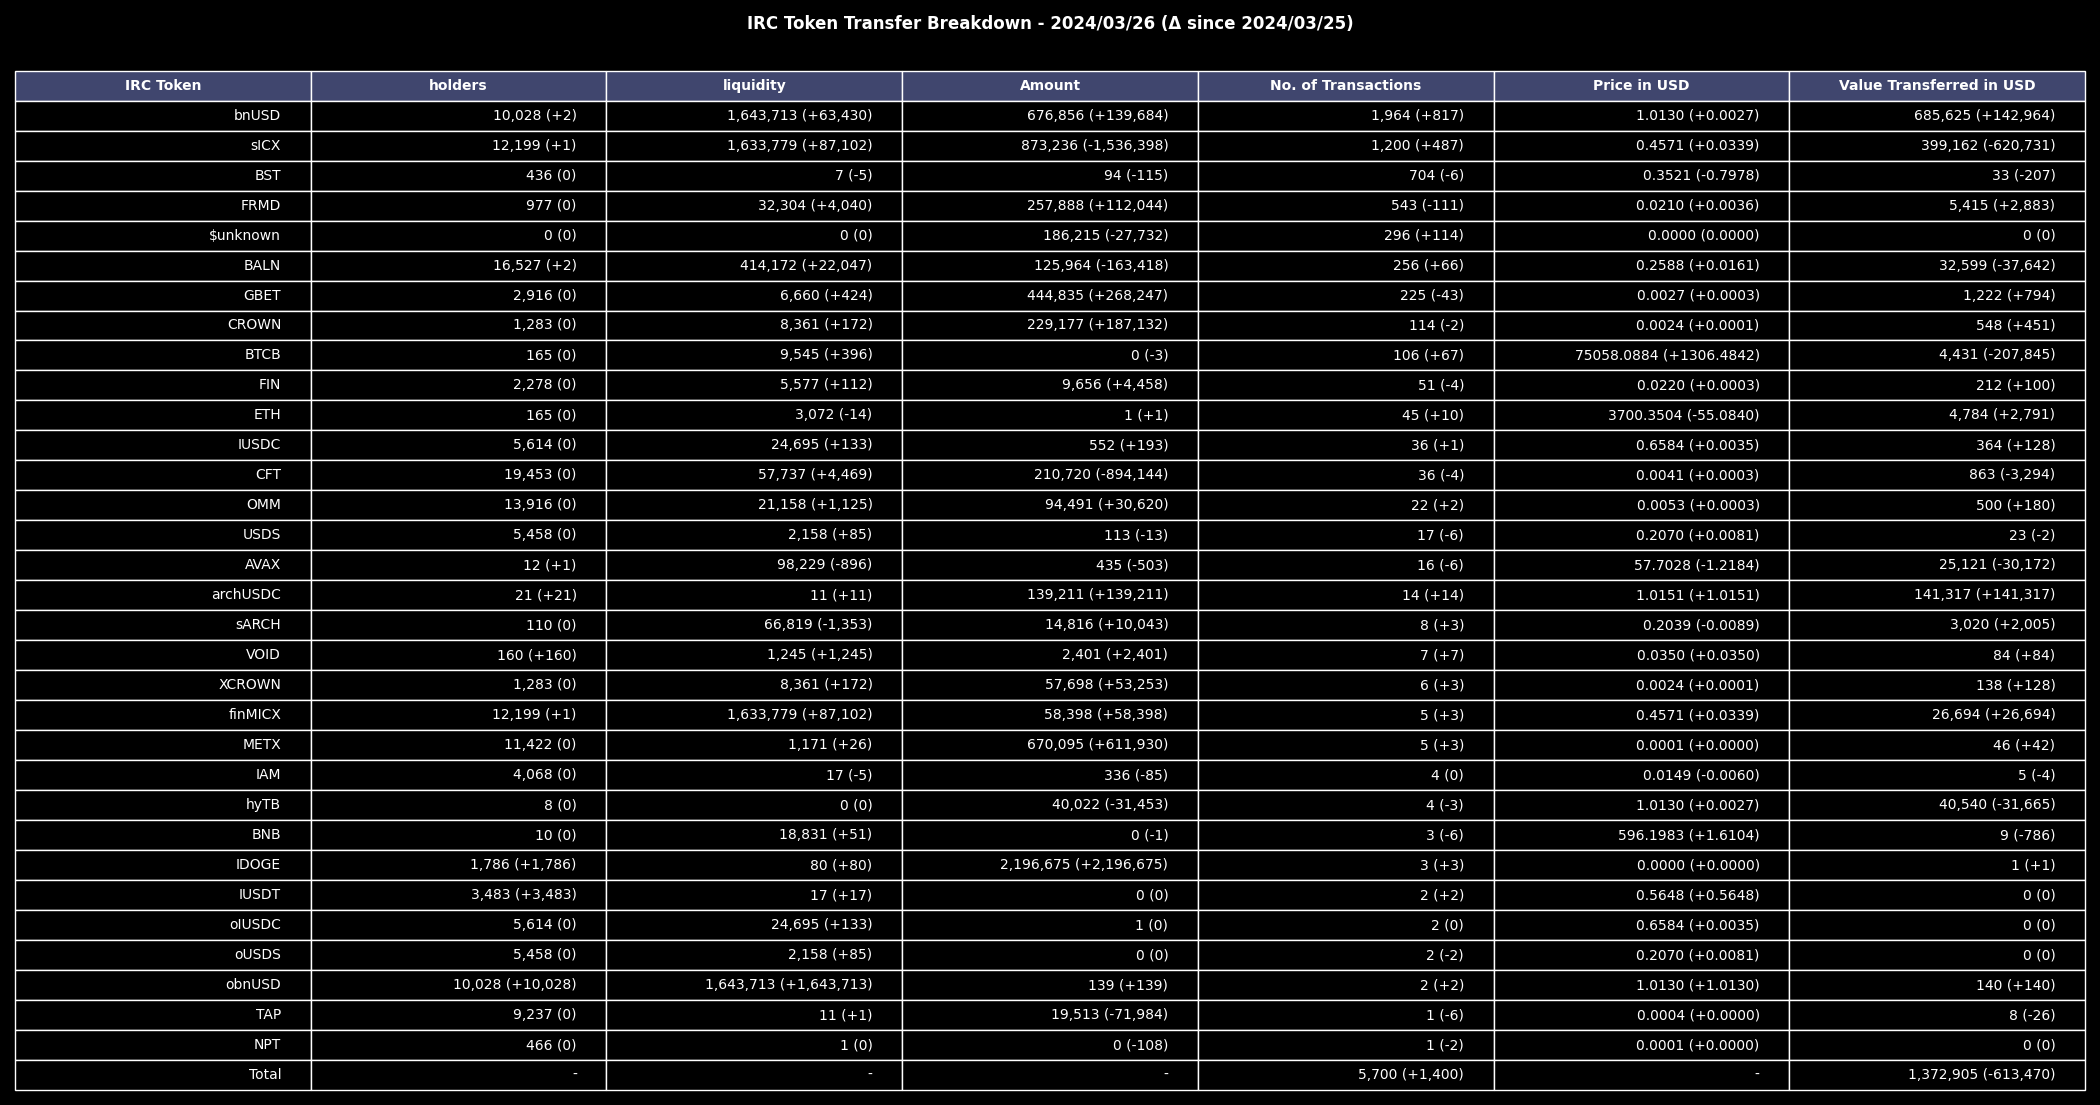 IRC Token Transfer Breakdown - 2024/03/26 (Δ since 2024/03/25)
IRC Token holders liquidity Amount No. of Transactions Price in USD Value Transferred in USD
bnUSD 10,028 (+2) 1,643,713 (+63,430) 676,856 (+139,684) 1,964 (+817) 1.0130 (+0.0027) 685,625 (+142,964)
sICX 12,199 (+1) 1,633,779 (+87,102) 873,236 (-1,536,398) 1,200 (+487) 0.4571 (+0.0339) 399,162 (-620,731)
BST 436 (0) 7 (-5) 94 (-115) 704 (-6) 0.3521 (-0.7978) 33 (-207)
FRMD 977 (0) 32,304 (+4,040) 257,888 (+112,044) 543 (-111) 0.0210 (+0.0036) 5,415 (+2,883)
$unknown 0 (0) 0 (0) 186,215 (-27,732) 296 (+114) 0.0000 (0.0000) 0 (0)
BALN 16,527 (+2) 414,172 (+22,047) 125,964 (-163,418) 256 (+66) 0.2588 (+0.0161) 32,599 (-37,642)
GBET 2,916 (0) 6,660 (+424) 444,835 (+268,247) 225 (-43) 0.0027 (+0.0003) 1,222 (+794)
CROWN 1,283 (0) 8,361 (+172) 229,177 (+187,132) 114 (-2) 0.0024 (+0.0001) 548 (+451)
BTCB 165 (0) 9,545 (+396) 0 (-3) 106 (+67) 75058.0884 (+1306.4842) 4,431 (-207,845)
FIN 2,278 (0) 5,577 (+112) 9,656 (+4,458) 51 (-4) 0.0220 (+0.0003) 212 (+100)
ETH 165 (0) 3,072 (-14) 1 (+1) 45 (+10) 3700.3504 (-55.0840) 4,784 (+2,791)
IUSDC 5,614 (0) 24,695 (+133) 552 (+193) 36 (+1) 0.6584 (+0.0035) 364 (+128)
CFT 19,453 (0) 57,737 (+4,469) 210,720 (-894,144) 36 (-4) 0.0041 (+0.0003) 863 (-3,294)
OMM 13,916 (0) 21,158 (+1,125) 94,491 (+30,620) 22 (+2) 0.0053 (+0.0003) 500 (+180)
USDS 5,458 (0) 2,158 (+85) 113 (-13) 17 (-6) 0.2070 (+0.0081) 23 (-2)
AVAX 12 (+1) 98,229 (-896) 435 (-503) 16 (-6) 57.7028 (-1.2184) 25,121 (-30,172)
archUSDC 21 (+21) 11 (+11) 139,211 (+139,211) 14 (+14) 1.0151 (+1.0151) 141,317 (+141,317)
sARCH 110 (0) 66,819 (-1,353) 14,816 (+10,043) 8 (+3) 0.2039 (-0.0089) 3,020 (+2,005)
VOID 160 (+160) 1,245 (+1,245) 2,401 (+2,401) 7 (+7) 0.0350 (+0.0350) 84 (+84)
XCROWN 1,283 (0) 8,361 (+172) 57,698 (+53,253) 6 (+3) 0.0024 (+0.0001) 138 (+128)
finMICX 12,199 (+1) 1,633,779 (+87,102) 58,398 (+58,398) 5 (+3) 0.4571 (+0.0339) 26,694 (+26,694)
METX 11,422 (0) 1,171 (+26) 670,095 (+611,930) 5 (+3) 0.0001 (+0.0000) 46 (+42)
IAM 4,068 (0) 17 (-5) 336 (-85) 4 (0) 0.0149 (-0.0060) 5 (-4)
hyTB 8 (0) 0 (0) 40,022 (-31,453) 4 (-3) 1.0130 (+0.0027) 40,540 (-31,665)
BNB 10 (0) 18,831 (+51) 0 (-1) 3 (-6) 596.1983 (+1.6104) 9 (-786)
IDOGE 1,786 (+1,786) 80 (+80) 2,196,675 (+2,196,675) 3 (+3) 0.0000 (+0.0000) 1 (+1)
IUSDT 3,483 (+3,483) 17 (+17) 0 (0) 2 (+2) 0.5648 (+0.5648) 0 (0)
oIUSDC 5,614 (0) 24,695 (+133) 1 (0) 2 (0) 0.6584 (+0.0035) 0 (0)
oUSDS 5,458 (0) 2,158 (+85) 0 (0) 2 (-2) 0.2070 (+0.0081) 0 (0)
obnUSD 10,028 (+10,028) 1,643,713 (+1,643,713) 139 (+139) 2 (+2) 1.0130 (+1.0130) 140 (+140)
TAP 9,237 (0) 11 (+1) 19,513 (-71,984) 1 (-6) 0.0004 (+0.0000) 8 (-26)
NPT 466 (0) 1 (0) 0 (-108) 1 (-2) 0.0001 (+0.0000) 0 (0)
Total - - - 5,700 (+1,400) - 1,372,905 (-613,470)